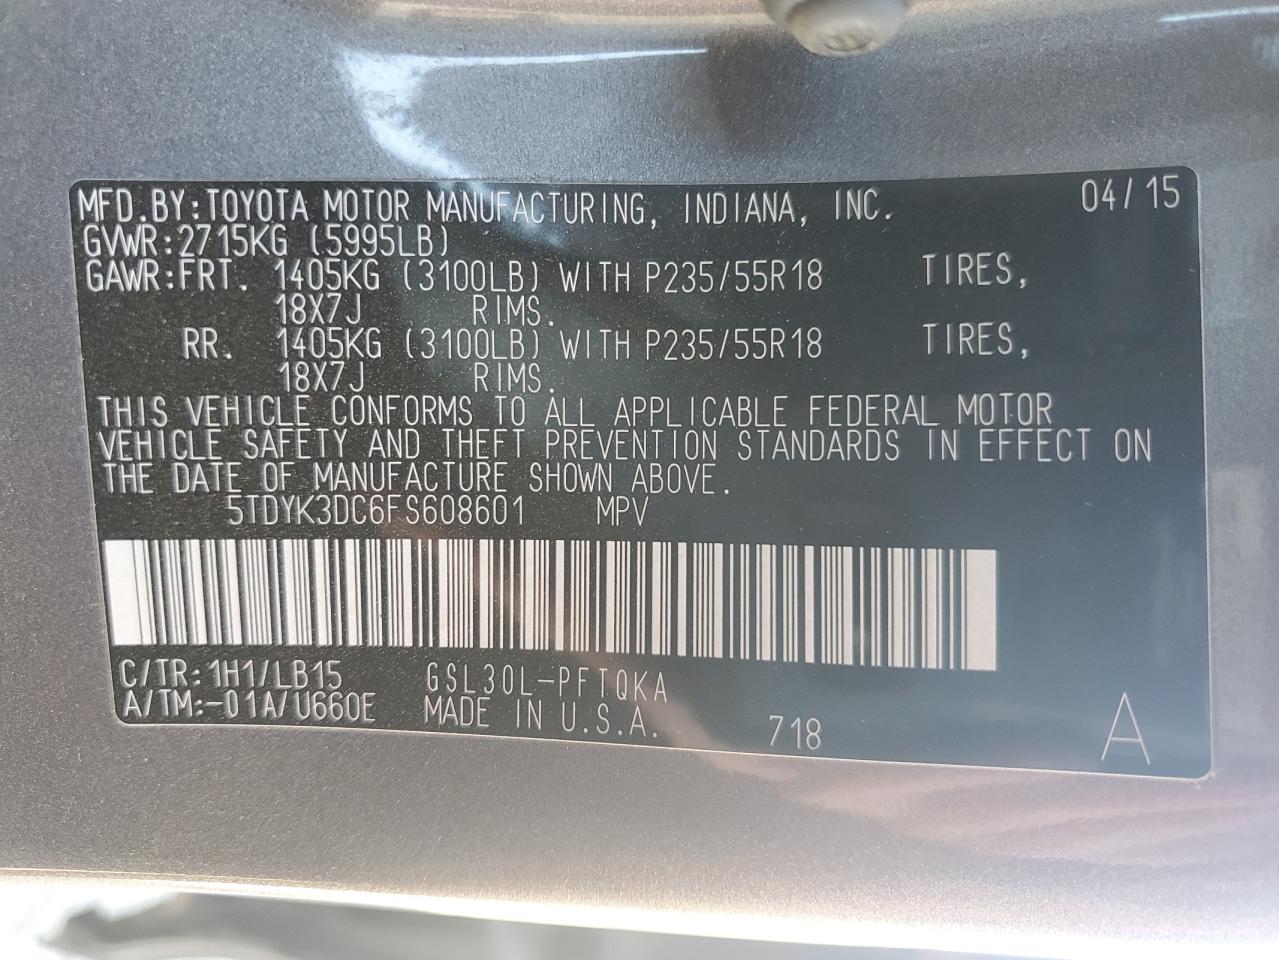 MFD.BY:TOYOTA MOTOR MANUFACTURING, INDIANA, INC. 04/15
GVWR:2715KG (5995LB)
GAWR:FRT. 1405KG (3100LB) WITH P235/55R18 TIRES,
18X7J RIMS.
RR. 1405KG (3100LB) WITH P235/55R18 TIRES,
18X7J RIMS.
THIS VEHICLE CONFORMS TO ALL APPLICABLE FEDERAL MOTOR
VEHICLE SAFETY AND THEFT PREVENTION STANDARDS IN EFFECT ON
THE DATE OF MANUFACTURE SHOWN ABOVE.
5TDYK3DC6FS608601 MPV
C/TR:1H1/LB15 GSL30L-PFTQKA
A/TM:-01A/U660E MADE IN U.S.A. 718 A